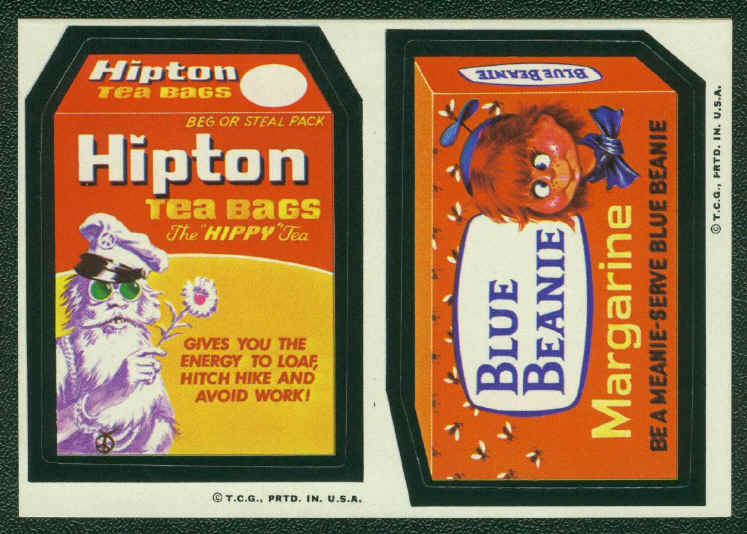 Hipton
TEA BAGS
BEG OR STEAL PACK
Hipton
TEA BAGS
The "HIPPY" Tea
GIVES YOU THE
ENERGY TO LOAF,
HITCH HIKE AND
AVOID WORK!
© T.C.G., PRTD. IN. U.S.A.
BLUE BEANIE
BLUE
BEANIE
Margarine
BE A MEANIE-SERVE BLUE BEANIE
© T.C.G., PRTD. IN. U.S.A.